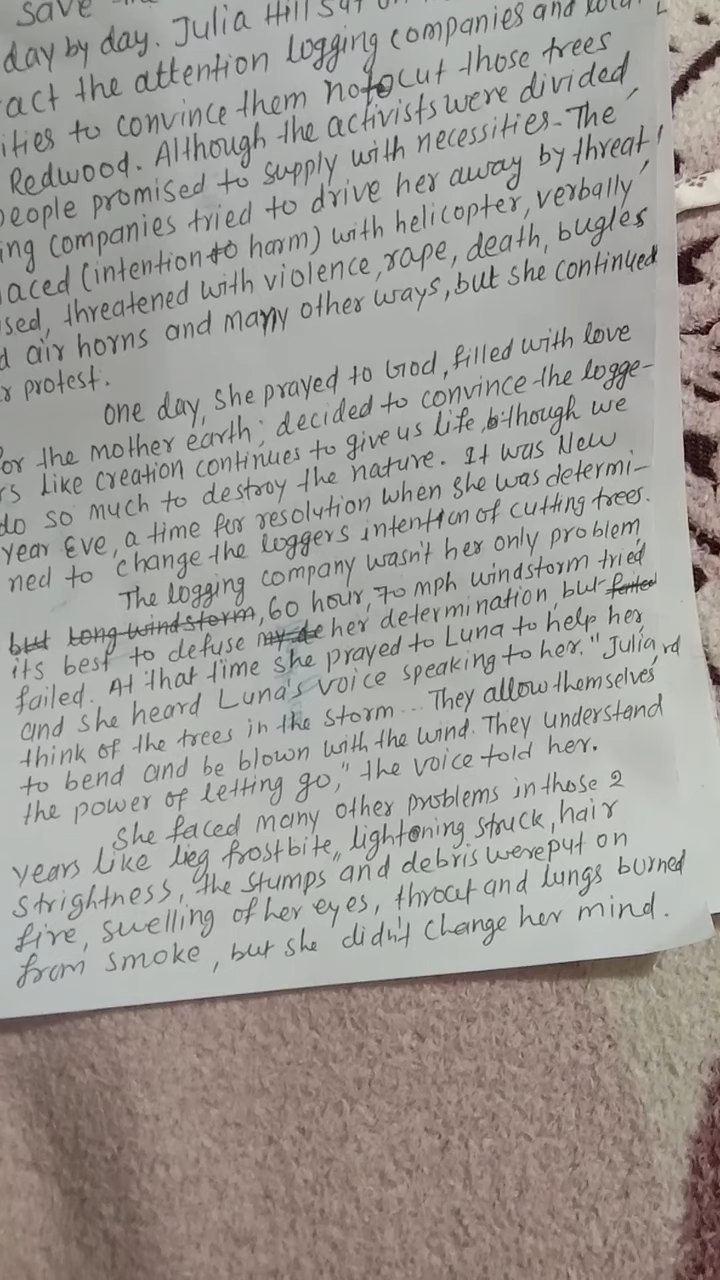 save
day by day. Julia Hill sat on
act the attention logging companies and
ities to convince them not to cut those trees
Redwood. Although the activists were divided,
people promised to supply with necessities. The
ing companies tried to drive her away by threat,
aced (intention to harm) with helicopter, verbally
sed, threatened with violence, rape, death, bugles
d air horns and many other ways, but she continued
r protest.
One day, she prayed to God, filled with love
for the mother earth; decided to convince the logge-
rs like creation continues to give us life, though we
do so much to destroy the nature. It was New
year Eve, a time for resolution when she was determi-
ned to change the loggers intention of cutting trees.
The logging company wasn't her only problem,
but long windstorm, 60 hour, 70 mph windstorm tried
its best to defuse my de her determination, but failed
failed. At that time she prayed to Luna to help her,
and she heard Luna's voice speaking to her. "Julia,
think of the trees in the storm... They allow themselves
to bend and be blown with the wind. They understand
the power of letting go," the voice told her.
She faced many other problems in those 2
years like leg frostbite, lightening struck, hair
strightness, the stumps and debris were put on
fire, swelling of her eyes, throat and lungs burned
from smoke, but she didn't change her mind.